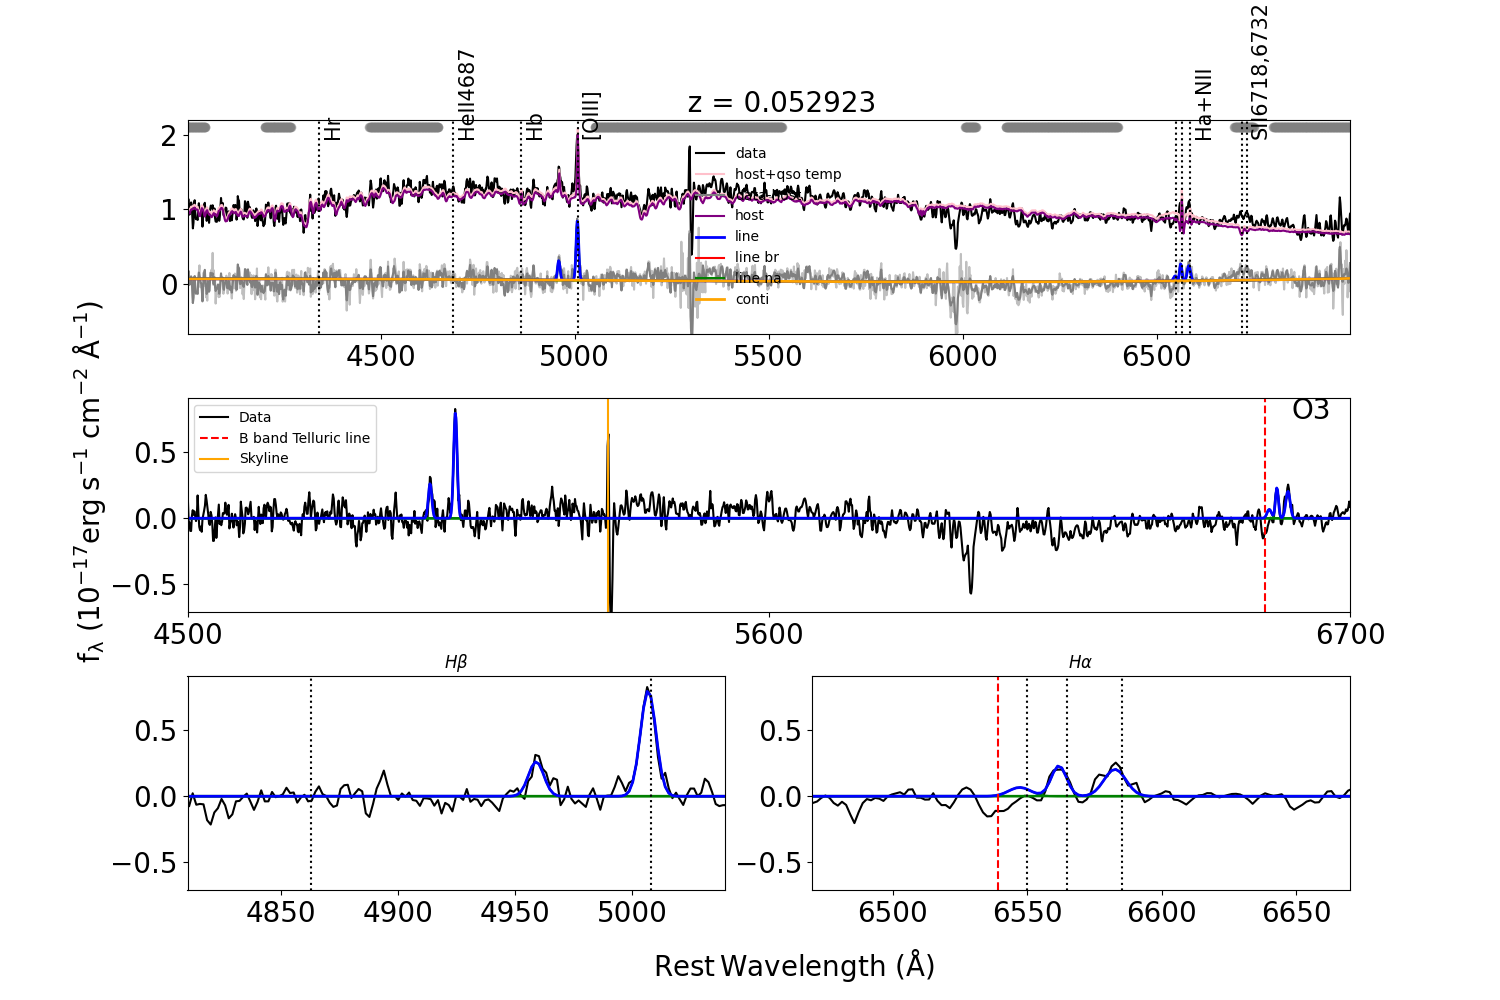 z = 0.052923
Hr
HeII4687
Hb
[OIII]
Ha+NII
SII6718,6732
2
1
0
data
host+qso temp
host
line
line br
line na
conti
4500 5000 5500 6000 6500
f_λ (10⁻¹⁷erg s⁻¹ cm⁻² Å⁻¹)
O3
Data
B band Telluric line
Skyline
0.5
0.0
−0.5
4500 5600 6700
Hβ
0.5
0.0
−0.5
4850 4900 4950 5000
Hα
0.5
0.0
−0.5
6500 6550 6600 6650
Rest Wavelength (Å)